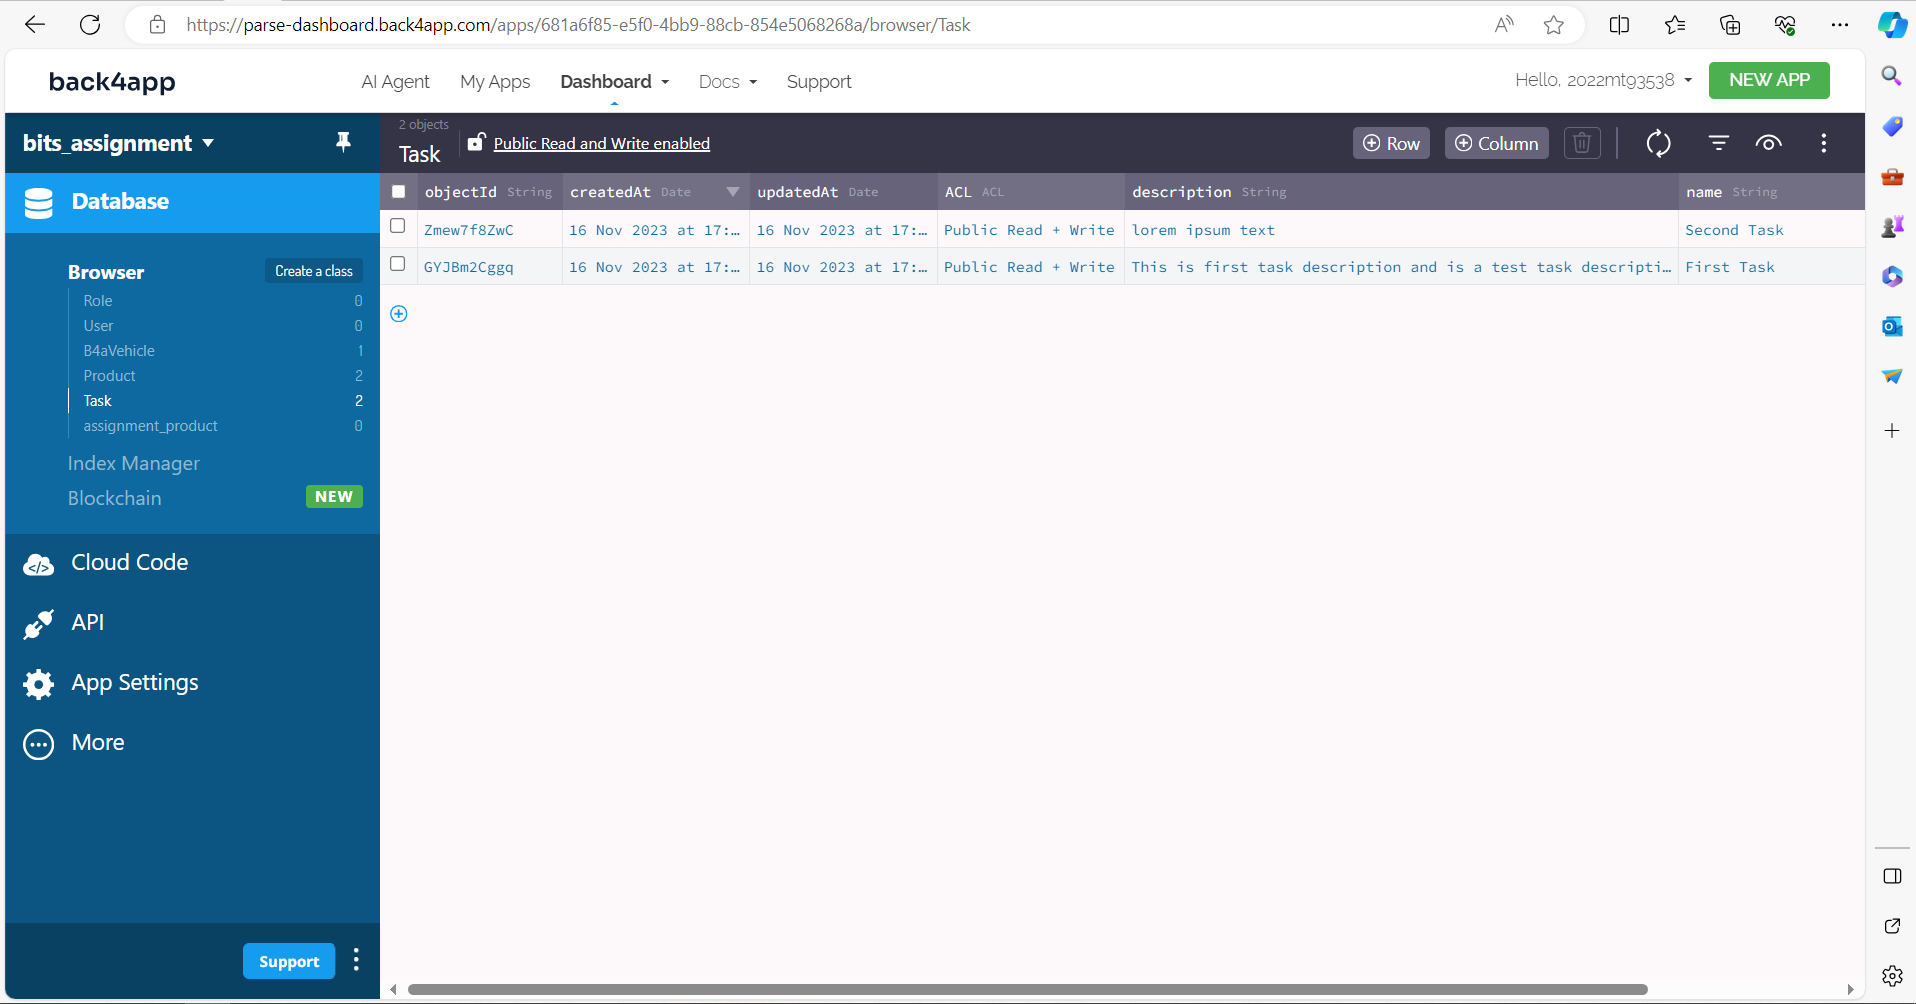 https://parse-dashboard.back4app.com/apps/681a6f85-e5f0-4bb9-88cb-854e5068268a/browser/Task
back4app
AI Agent My Apps Dashboard Docs Support
Hello, 2022mt93538 NEW APP
bits_assignment
2 objects
Task
Public Read and Write enabled
Row Column
Database
objectId String createdAt Date updatedAt Date ACL ACL description String name String
Zmew7f8ZwC 16 Nov 2023 at 17:… 16 Nov 2023 at 17:… Public Read + Write lorem ipsum text Second Task
GYJBm2Cggq 16 Nov 2023 at 17:… 16 Nov 2023 at 17:… Public Read + Write This is first task description and is a test task descripti… First Task
Browser Create a class
Role 0
User 0
B4aVehicle 1
Product 2
Task 2
assignment_product 0
Index Manager
Blockchain NEW
Cloud Code
API
App Settings
More
Support